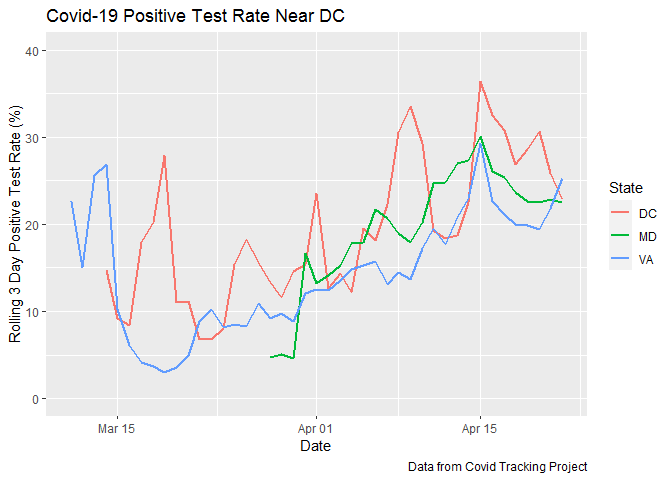 Covid-19 Positive Test Rate Near DC
Rolling 3 Day Positive Test Rate (%)
40
30
20
10
0
Mar 15
Apr 01
Apr 15
Date
State
DC
MD
VA
Data from Covid Tracking Project